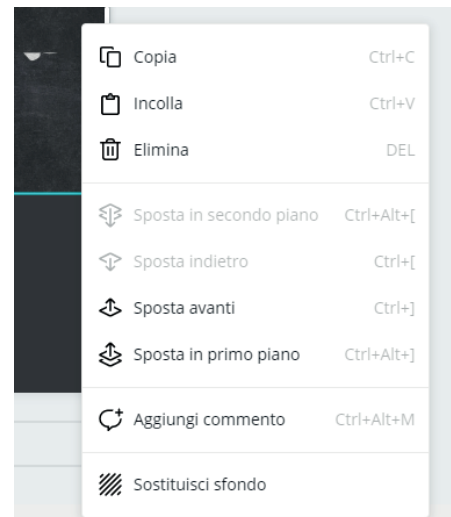 Copia Ctrl+C
Incolla Ctrl+V
Elimina DEL
Sposta in secondo piano Ctrl+Alt+[
Sposta indietro Ctrl+[
Sposta avanti Ctrl+]
Sposta in primo piano Ctrl+Alt+]
Aggiungi commento Ctrl+Alt+M
Sostituisci sfondo